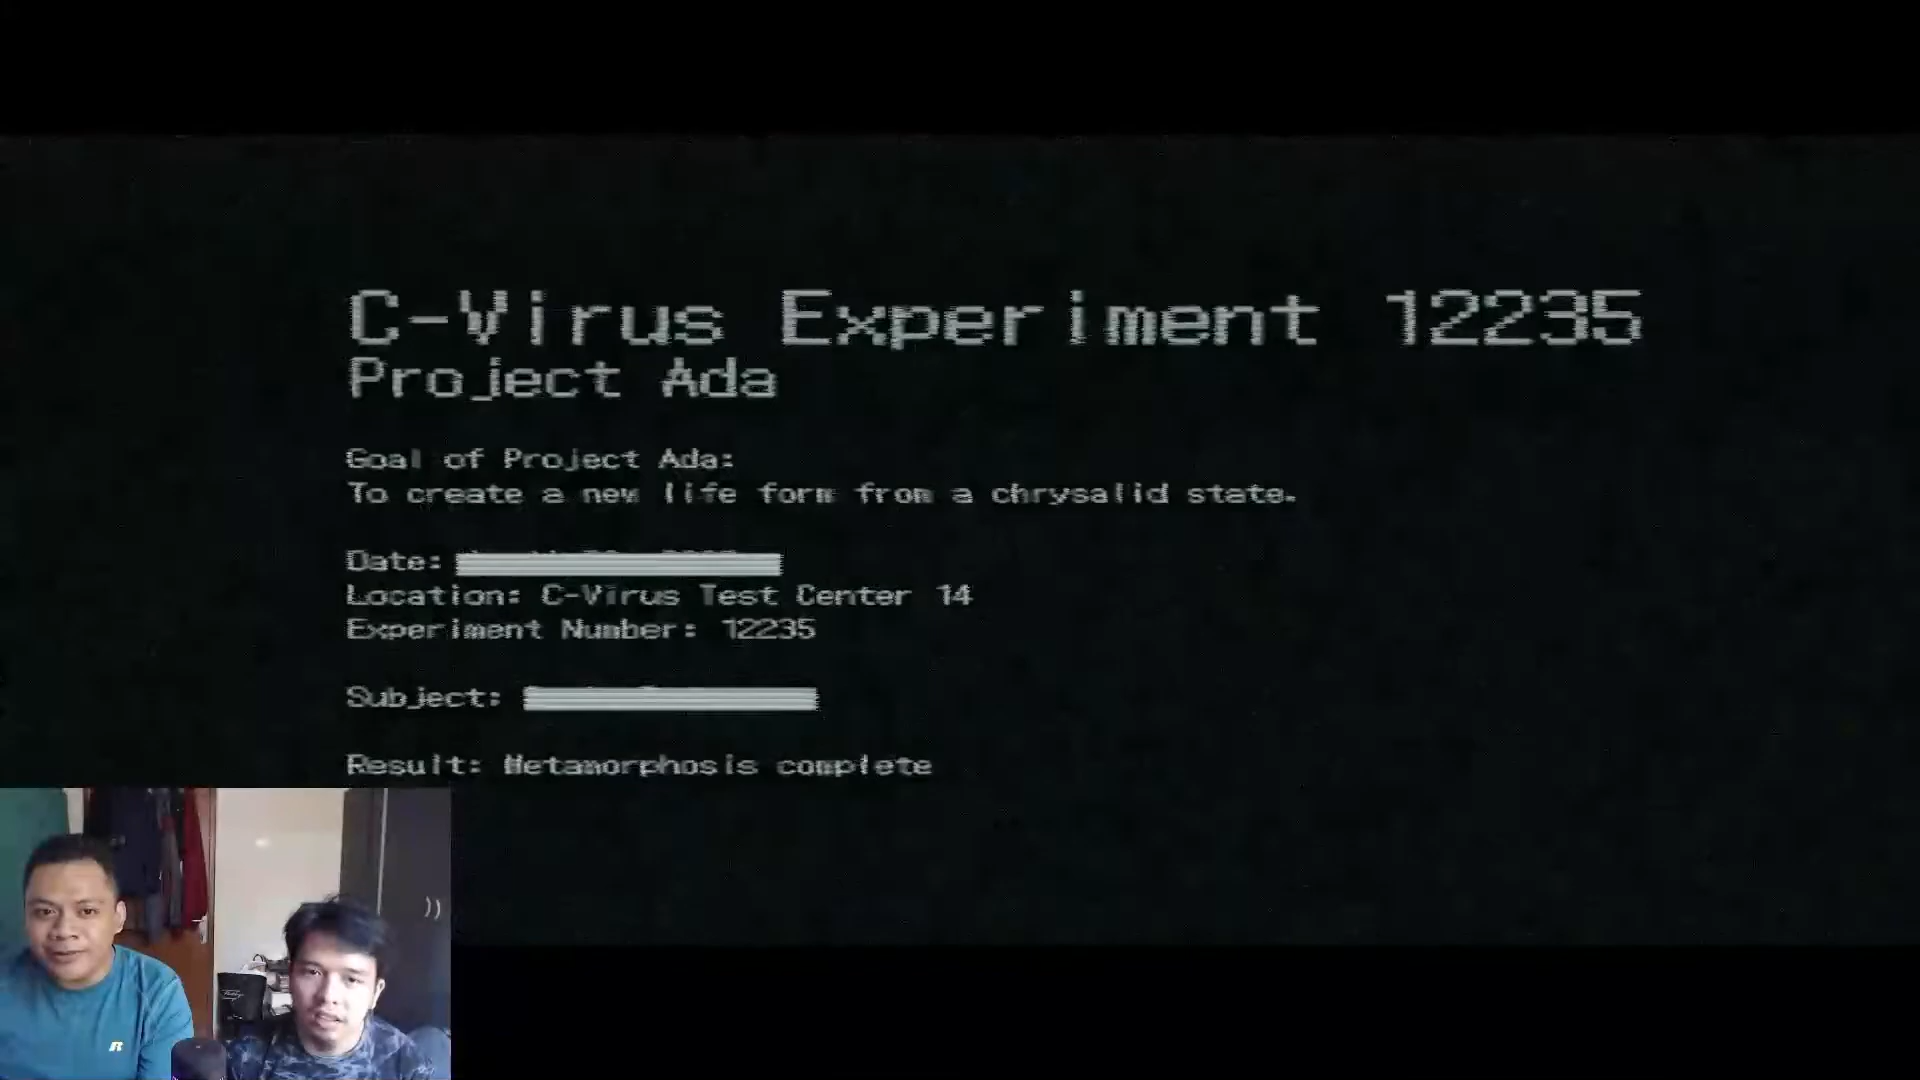 C-Virus Experiment 12235
Project Ada
Goal of Project Ada:
To create a new life form from a chrysalid state.
Date:
Location: C-Virus Test Center 14
Experiment Number: 12235
Subject:
Result: Metamorphosis complete
R